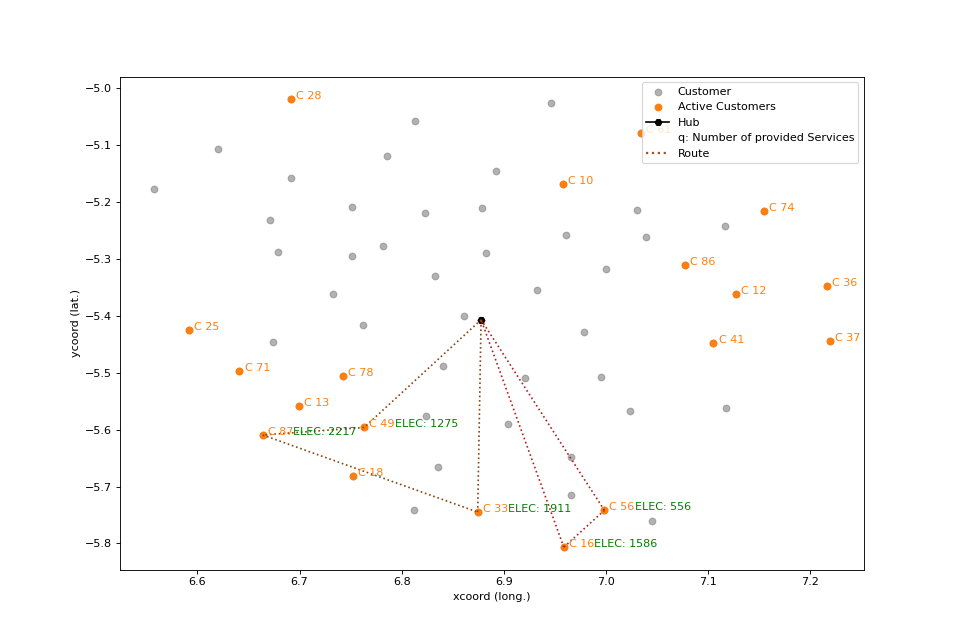 −5.0
−5.1
−5.2
−5.3
−5.4
−5.5
−5.6
−5.7
−5.8
ycoord (lat.)
6.6
6.7
6.8
6.9
7.0
7.1
7.2
xcoord (long.)
Customer
Active Customers
Hub
q: Number of provided Services
Route
C 28
C 10
C 74
C 86
C 36
C 12
C 25
C 41
C 37
C 71
C 78
C 13
C 49 ELEC: 1275
C 87 ELEC: 2217
C 18
C 33 ELEC: 1911
C 56 ELEC: 556
C 16 ELEC: 1586